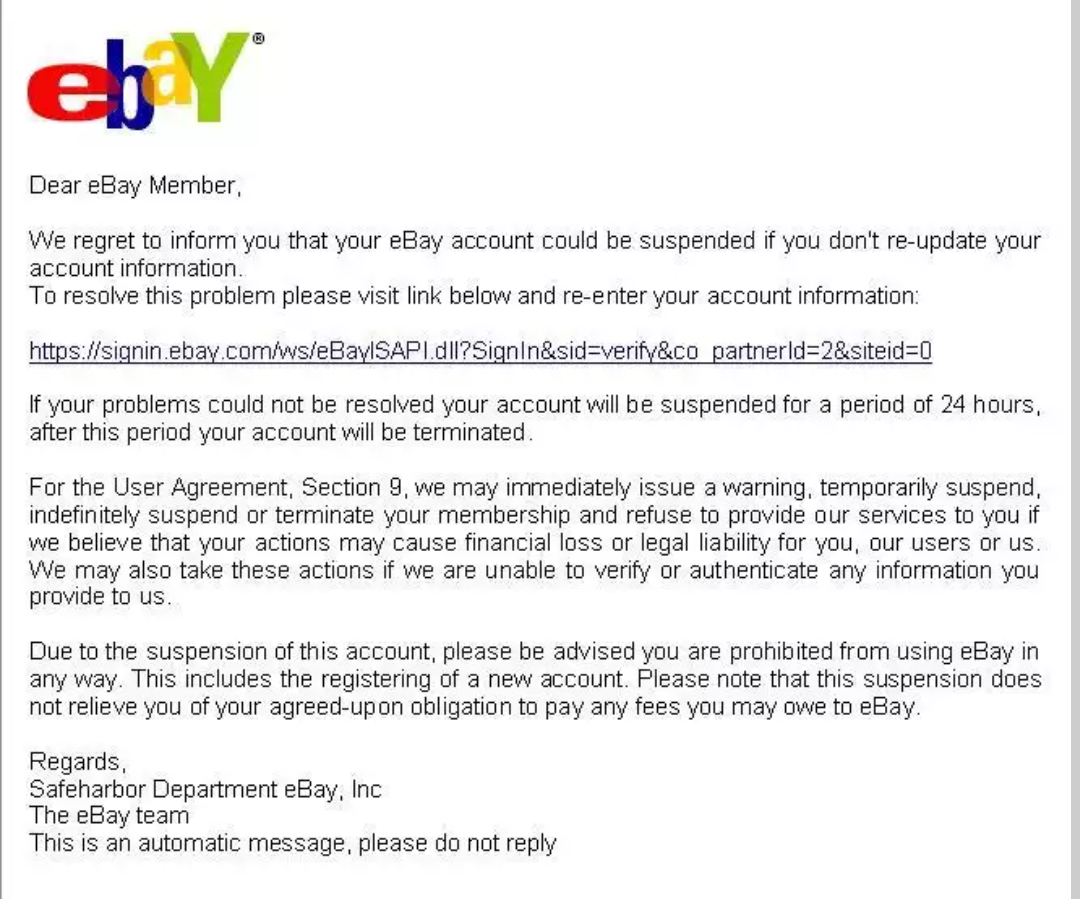 ebaY®
Dear eBay Member,
We regret to inform you that your eBay account could be suspended if you don't re-update your
account information.
To resolve this problem please visit link below and re-enter your account information:
https://signin.ebay.com/ws/eBayISAPI.dll?SignIn&sid=verify&co_partnerId=2&siteid=0
If your problems could not be resolved your account will be suspended for a period of 24 hours,
after this period your account will be terminated.
For the User Agreement, Section 9, we may immediately issue a warning, temporarily suspend,
indefinitely suspend or terminate your membership and refuse to provide our services to you if
we believe that your actions may cause financial loss or legal liability for you, our users or us.
We may also take these actions if we are unable to verify or authenticate any information you
provide to us.
Due to the suspension of this account, please be advised you are prohibited from using eBay in
any way. This includes the registering of a new account. Please note that this suspension does
not relieve you of your agreed-upon obligation to pay any fees you may owe to eBay.
Regards,
Safeharbor Department eBay, Inc
The eBay team
This is an automatic message, please do not reply